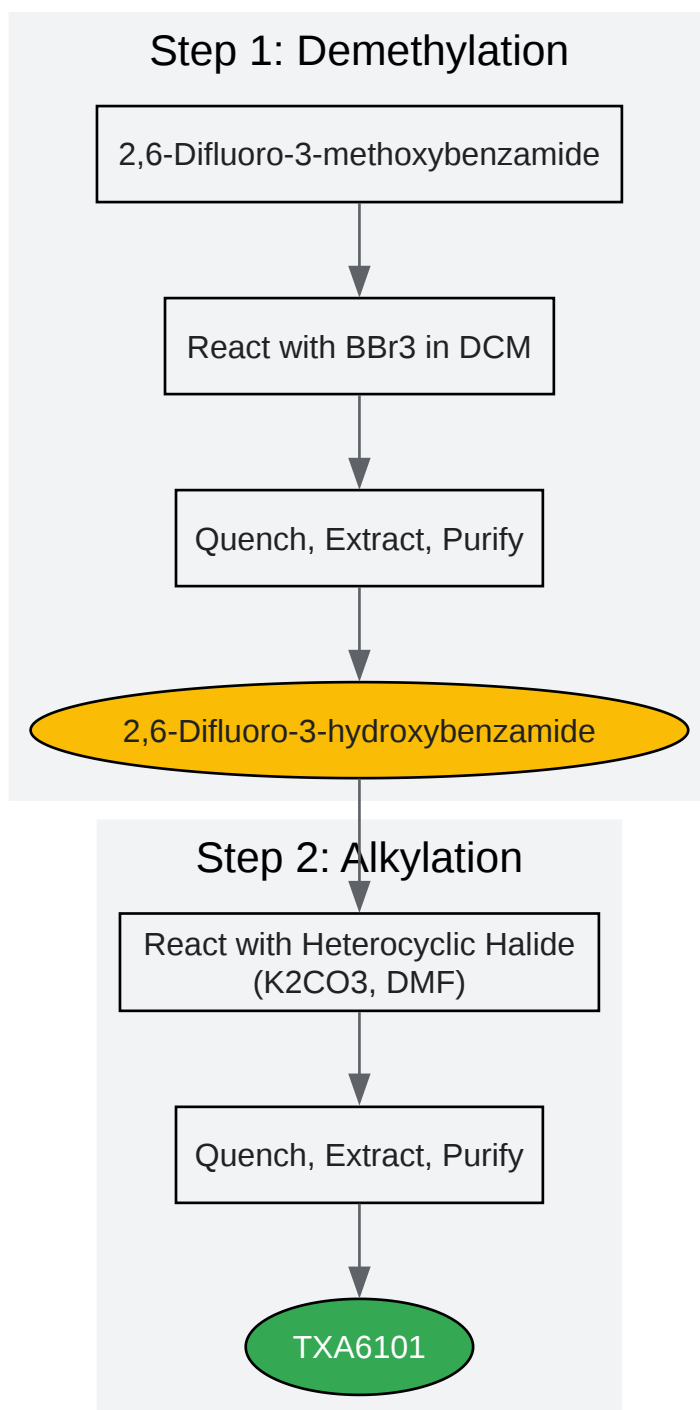 Step 1: Demethylation
2,6-Difluoro-3-methoxybenzamide
React with BBr3 in DCM
Quench, Extract, Purify
2,6-Difluoro-3-hydroxybenzamide
Step 2: Alkylation
React with Heterocyclic Halide
(K2CO3, DMF)
Quench, Extract, Purify
TXA6101